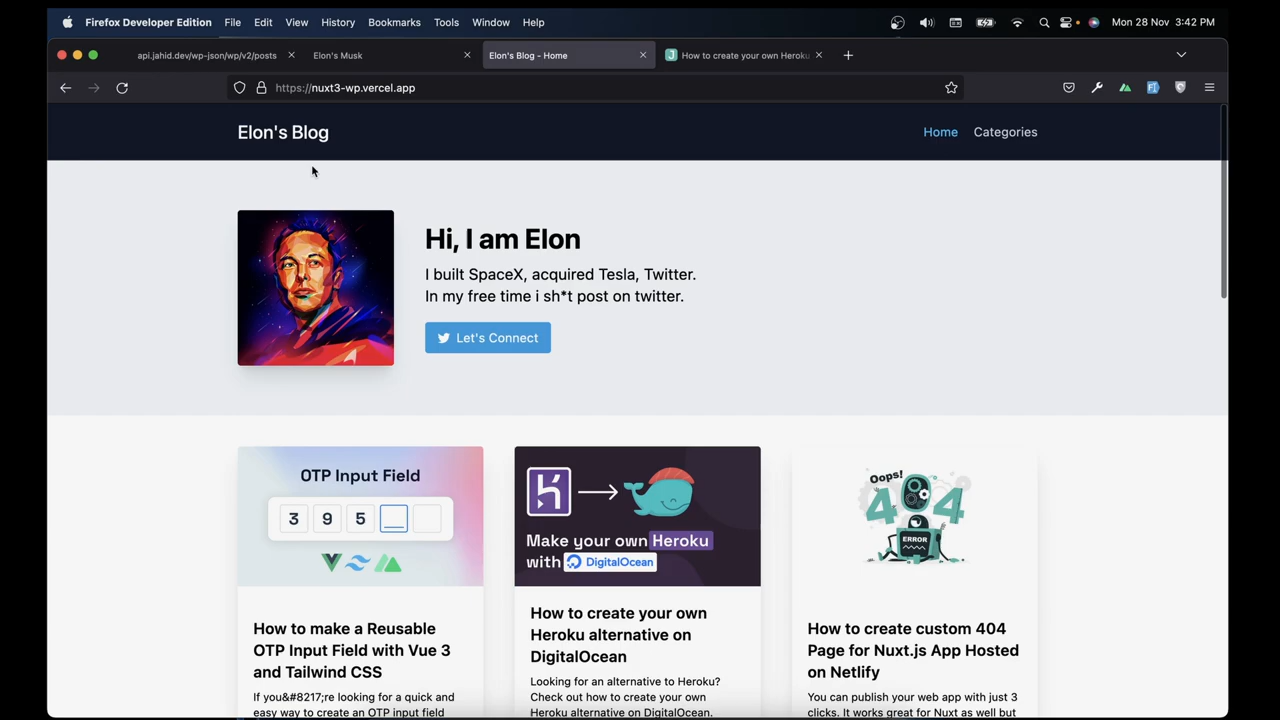 Firefox Developer Edition File Edit View History Bookmarks Tools Window Help Mon 28 Nov 3:42 PM
api.jahid.dev/wp-json/wp/v2/posts Elon's Musk Elon's Blog - Home How to create your own Heroku
https://nuxt3-wp.vercel.app
Elon's Blog Home Categories
Hi, I am Elon
I built SpaceX, acquired Tesla, Twitter.
In my free time i sh*t post on twitter.
Let's Connect
OTP Input Field
3 9 5 _
Make your own Heroku
with DigitalOcean
Oops!
404
ERROR
How to make a Reusable
OTP Input Field with Vue 3
and Tailwind CSS
If you&#8217;re looking for a quick and
easy way to create an OTP input field
How to create your own
Heroku alternative on
DigitalOcean
Looking for an alternative to Heroku?
Check out how to create your own
Heroku alternative on DigitalOcean.
How to create custom 404
Page for Nuxt.js App Hosted
on Netlify
You can publish your web app with just 3
clicks. It works great for Nuxt as well but